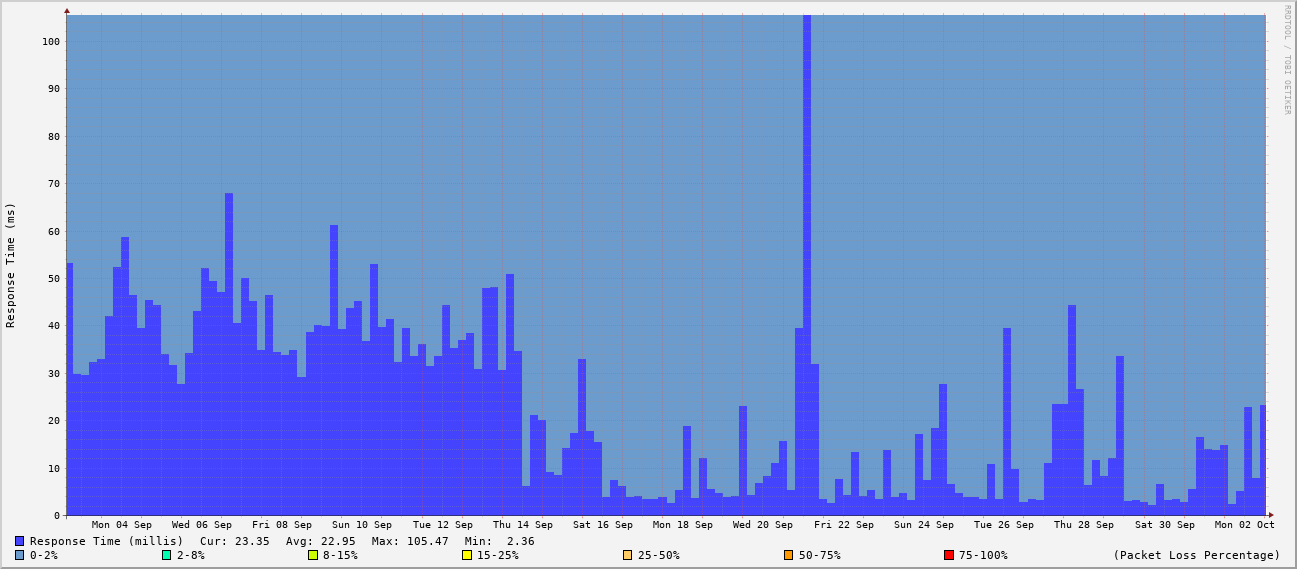 RRDTOOL / TOBI OETIKER
Response Time (ms)
100
90
80
70
60
50
40
30
20
10
0
Mon 04 Sep Wed 06 Sep Fri 08 Sep Sun 10 Sep Tue 12 Sep Thu 14 Sep Sat 16 Sep Mon 18 Sep Wed 20 Sep Fri 22 Sep Sun 24 Sep Tue 26 Sep Thu 28 Sep Sat 30 Sep Mon 02 Oct
Response Time (millis) Cur: 23.35 Avg: 22.95 Max: 105.47 Min: 2.36
0-2% 2-8% 8-15% 15-25% 25-50% 50-75% 75-100% (Packet Loss Percentage)